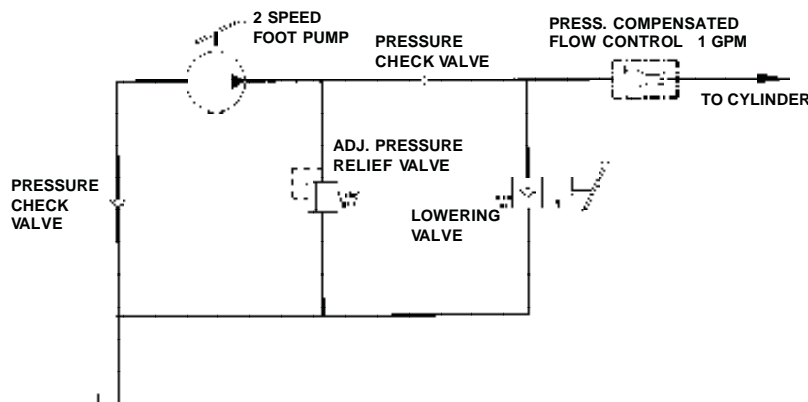 2 SPEED
FOOT PUMP
PRESSURE
CHECK VALVE
PRESS. COMPENSATED
FLOW CONTROL 1 GPM
TO CYLINDER
ADJ. PRESSURE
RELIEF VALVE
PRESSURE
CHECK
VALVE
LOWERING
VALVE